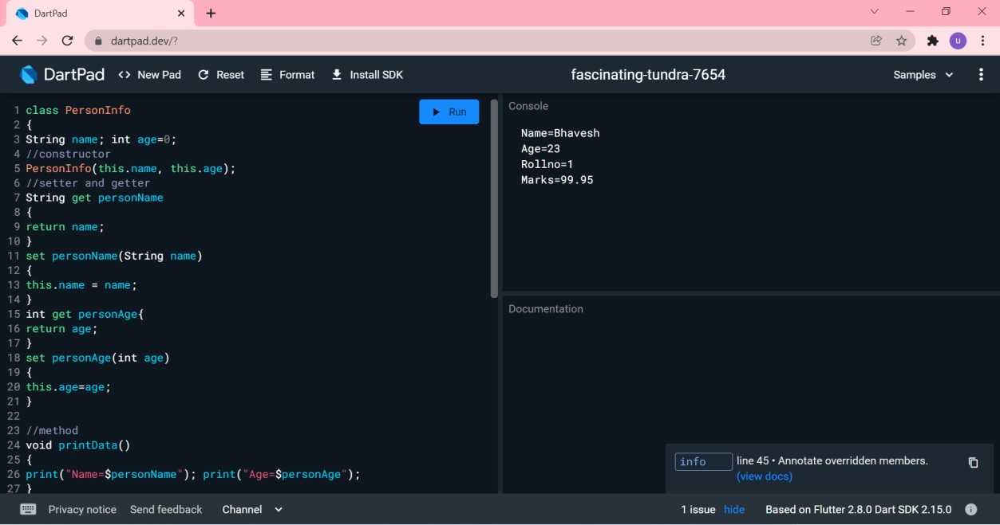 DartPad
dartpad.dev/?
u
DartPad <> New Pad Reset Format Install SDK fascinating-tundra-7654 Samples
Run
1 class PersonInfo
2 {
3 String name; int age=0;
4 //constructor
5 PersonInfo(this.name, this.age);
6 //setter and getter
7 String get personName
8 {
9 return name;
10 }
11 set personName(String name)
12 {
13 this.name = name;
14 }
15 int get personAge{
16 return age;
17 }
18 set personAge(int age)
19 {
20 this.age=age;
21 }
22
23 //method
24 void printData()
25 {
26 print("Name=$personName"); print("Age=$personAge");
27 }
Console
Name=Bhavesh
Age=23
Rollno=1
Marks=99.95
Documentation
info line 45 • Annotate overridden members.
(view docs)
Privacy notice Send feedback Channel 1 issue hide Based on Flutter 2.8.0 Dart SDK 2.15.0